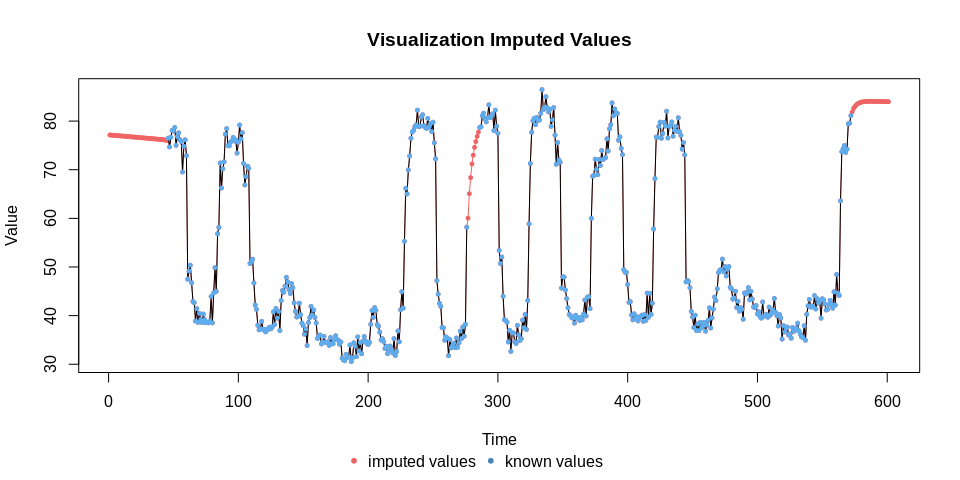 Visualization Imputed Values
Value
80
70
60
50
40
30
0 100 200 300 400 500 600
Time
imputed values known values